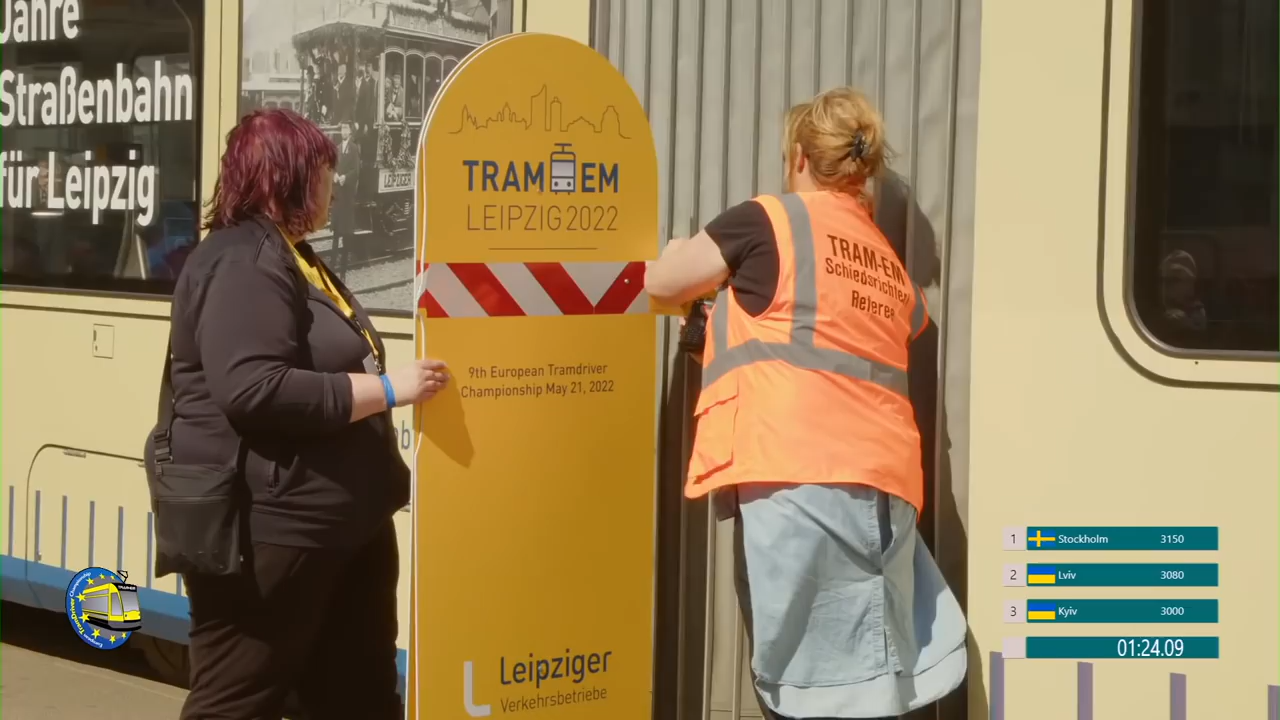 Jahre
Straßenbahn
für Leipzig
LEIPZIGER
TRAM EM
LEIPZIG 2022
9th European Tramdriver
Championship May 21, 2022
Leipziger
Verkehrsbetriebe
TRAM-EM
Schiedsrichter
Referee
1 Stockholm 3150
2 Lviv 3080
3 Kyiv 3000
01:24.09